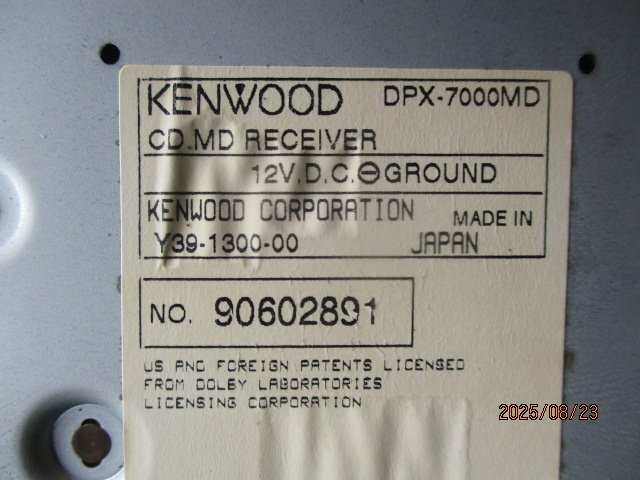 KENWOOD DPX-7000MD
CD.MD RECEIVER
12V.D.C.⊖GROUND
KENWOOD CORPORATION MADE IN
Y39-1300-00 JAPAN
NO. 90602891
US AND FOREIGN PATENTS LICENSED
FROM DOLBY LABORATORIES
LICENSING CORPORATION.
2025/08/23